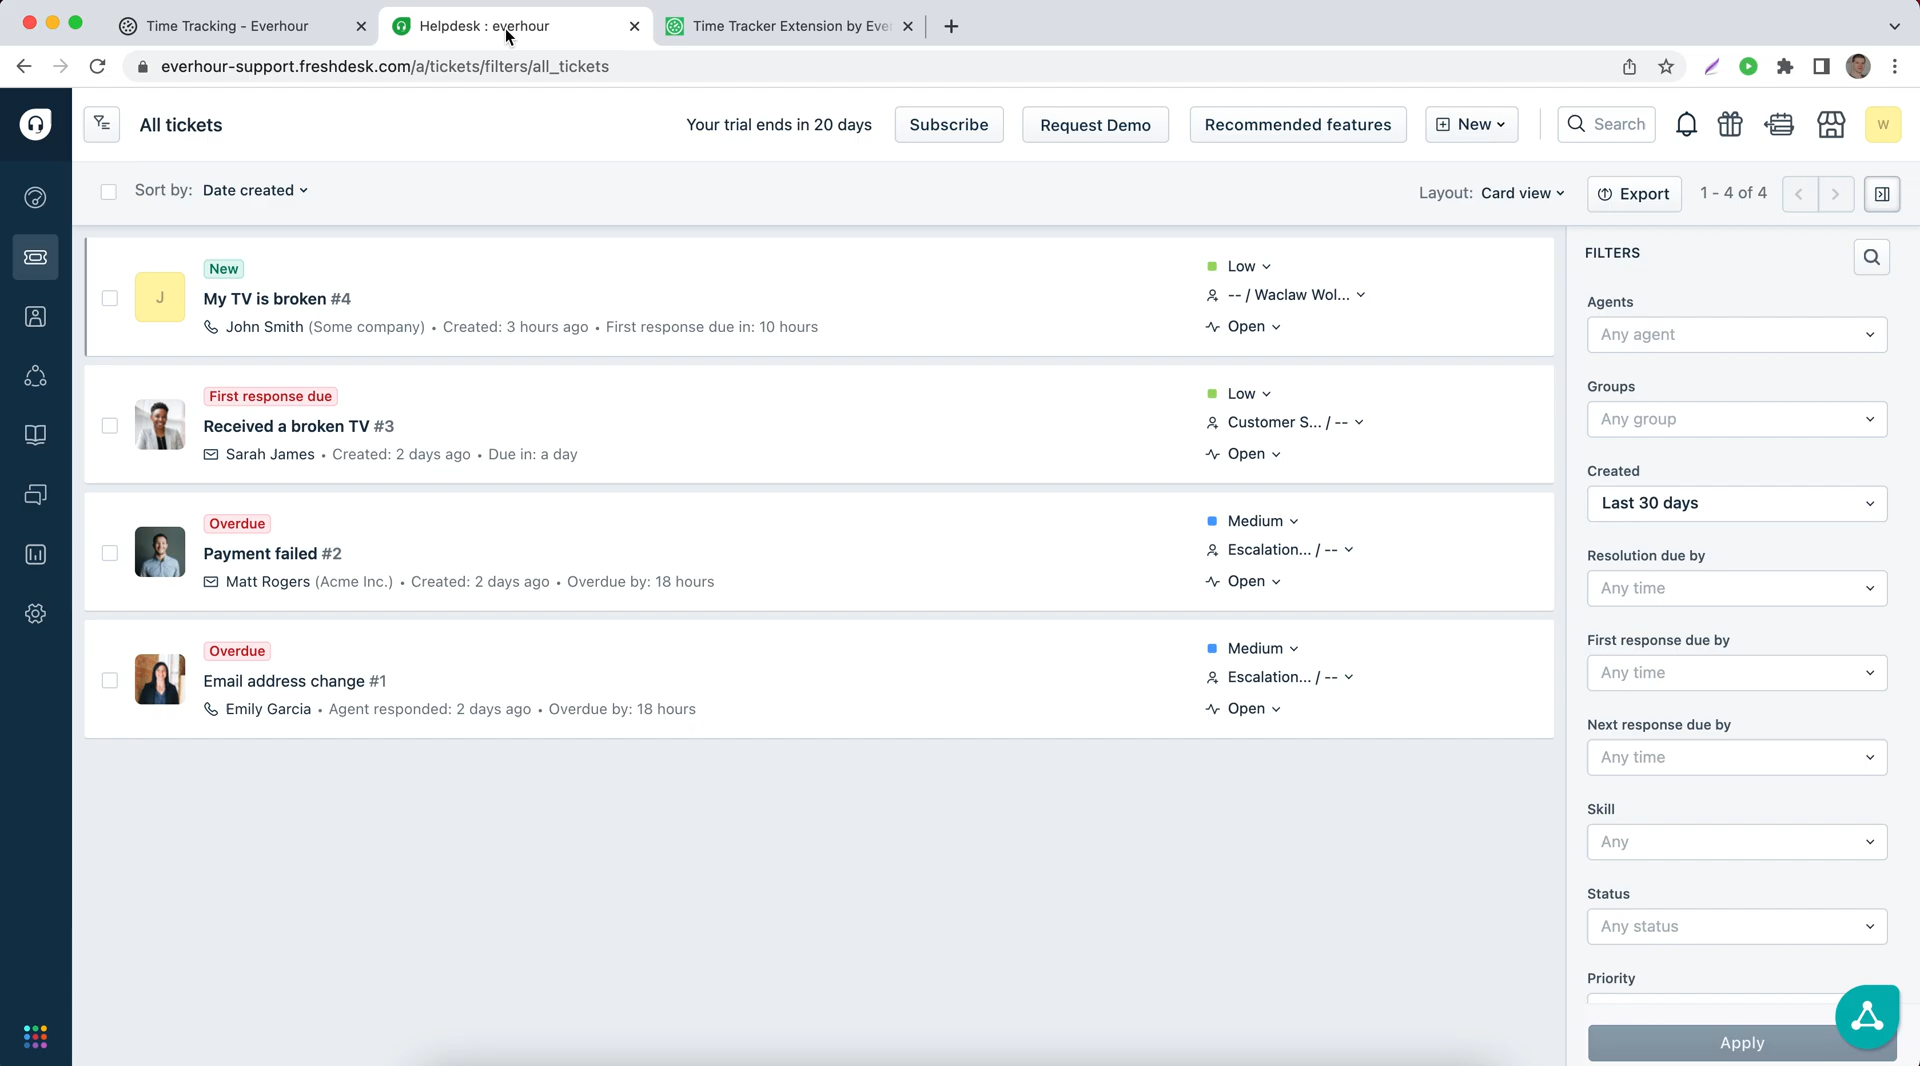 Time Tracking - Everhour
Helpdesk : everhour
Time Tracker Extension by Eve
everhour-support.freshdesk.com/a/tickets/filters/all_tickets
All tickets
Your trial ends in 20 days
Subscribe
Request Demo
Recommended features
New
Search
W
Sort by: Date created
Layout: Card view
Export
1 - 4 of 4
New
J
My TV is broken #4
John Smith (Some company) • Created: 3 hours ago • First response due in: 10 hours
Low
-- / Waclaw Wol...
Open
First response due
Received a broken TV #3
Sarah James • Created: 2 days ago • Due in: a day
Low
Customer S... / --
Open
Overdue
Payment failed #2
Matt Rogers (Acme Inc.) • Created: 2 days ago • Overdue by: 18 hours
Medium
Escalation... / --
Open
Overdue
Email address change #1
Emily Garcia • Agent responded: 2 days ago • Overdue by: 18 hours
Medium
Escalation... / --
Open
FILTERS
Agents
Any agent
Groups
Any group
Created
Last 30 days
Resolution due by
Any time
First response due by
Any time
Next response due by
Any time
Skill
Any
Status
Any status
Priority
Apply